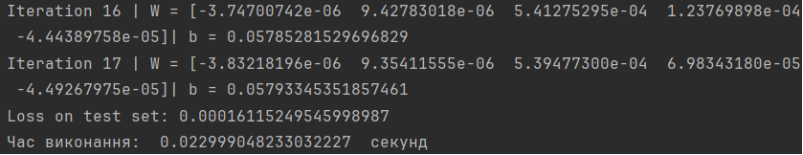 Iteration 16 | W = [-3.74700742e-06  9.42783018e-06  5.41275295e-04  1.23769898e-04
 -4.44389758e-05]| b = 0.05785281529696829
Iteration 17 | W = [-3.83218196e-06  9.35411555e-06  5.39477300e-04  6.98343180e-05
 -4.49267975e-05]| b = 0.05793345351857461
Loss on test set: 0.00016115249545998987
Час виконання:  0.022999048233032227  секунд